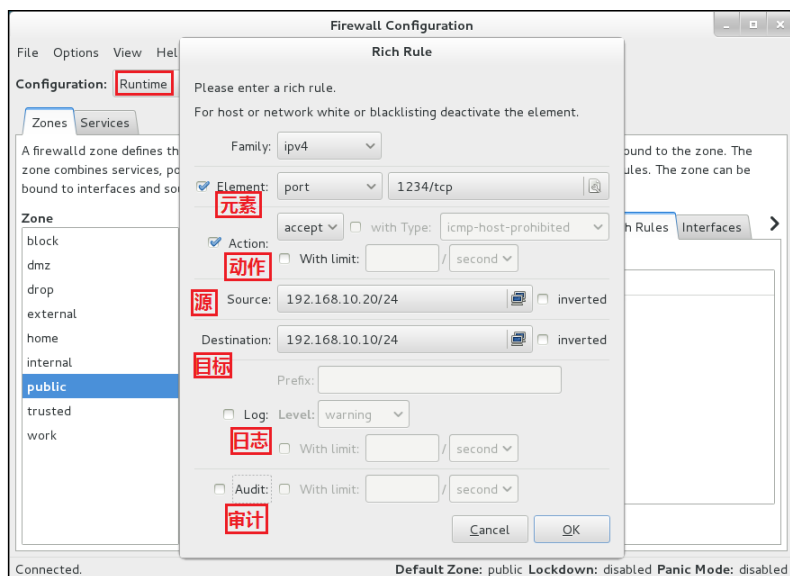 Firewall Configuration
File Options View Hel
Rich Rule
Configuration: Runtime
Please enter a rich rule.
For host or network white or blacklisting deactivate the element.
Zones Services
A firewalld zone defines th
zone combines services, po
bound to interfaces and sou
ound to the zone. The
ules. The zone can be
Family: ipv4
Element: port 1234/tcp
元素
Zone
block
dmz
drop
external
home
internal
public
trusted
work
h Rules Interfaces
Action: accept with Type: icmp-host-prohibited
动作
With limit: / second
源
Source: 192.168.10.20/24 inverted
Destination: 192.168.10.10/24 inverted
目标
Prefix:
Log: Level: warning
日志
With limit: / second
Audit: With limit: / second
审计
Cancel OK
Connected. Default Zone: public Lockdown: disabled Panic Mode: disabled